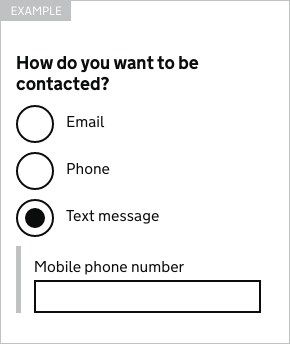 EXAMPLE
How do you want to be
contacted?
Email
Phone
Text message
Mobile phone number